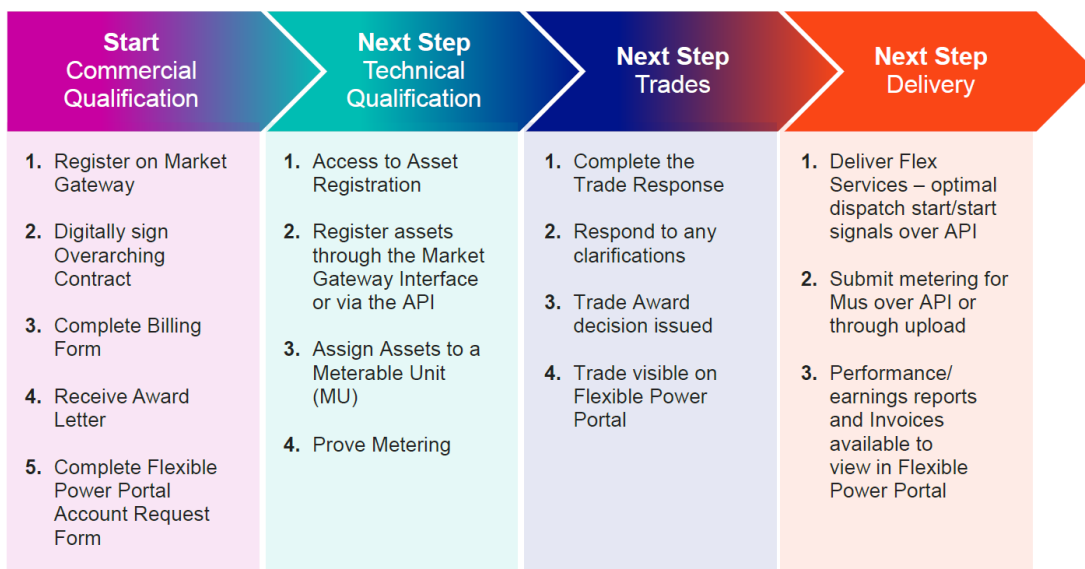 Start
Commercial
Qualification
1. Register on Market
Gateway
2. Digitally sign
Overarching
Contract
3. Complete Billing
Form
4. Receive Award
Letter
5. Complete Flexible
Power Portal
Account Request
Form
Next Step
Technical
Qualification
1. Access to Asset
Registration
2. Register assets
through the Market
Gateway Interface
or via the API
3. Assign Assets to a
Meterable Unit
(MU)
4. Prove Metering
Next Step
Trades
1. Complete the
Trade Response
2. Respond to any
clarifications
3. Trade Award
decision issued
4. Trade visible on
Flexible Power
Portal
Next Step
Delivery
1. Deliver Flex
Services – optimal
dispatch start/start
signals over API
2. Submit metering for
Mus over API or
through upload
3. Performance/
earnings reports
and Invoices
available to
view in Flexible
Power Portal